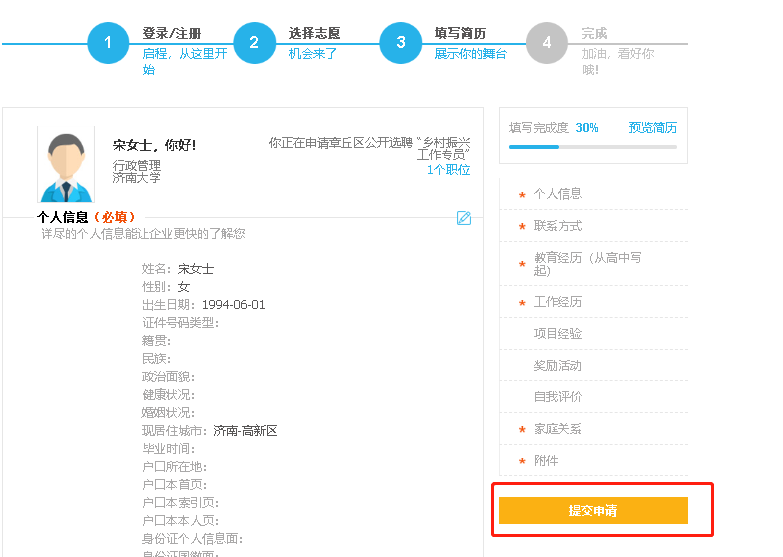 1
登录/注册
启程，从这里开
始
2
选择志愿
机会来了
3
填写简历
展示你的舞台
4
完成
加油，看好你
哦!
宋女士，你好!
行政管理
济南大学
你正在申请章丘区公开选聘“乡村振兴
工作专员”
1个职位
个人信息（必填）
详尽的个人信息能让企业更快的了解您
姓名：宋女士
性别：女
出生日期：1994-06-01
证件号码类型：
籍贯：
民族：
政治面貌：
健康状况：
婚姻状况：
现居住城市：济南-高新区
毕业时间：
户口所在地：
户口本首页：
户口本索引页：
户口本本人页：
身份证个人信息面：
身份证国徽面：
填写完成度 30% 预览简历
* 个人信息
* 联系方式
* 教育经历（从高中写
起）
* 工作经历
项目经验
奖励活动
自我评价
* 家庭关系
* 附件
提交申请